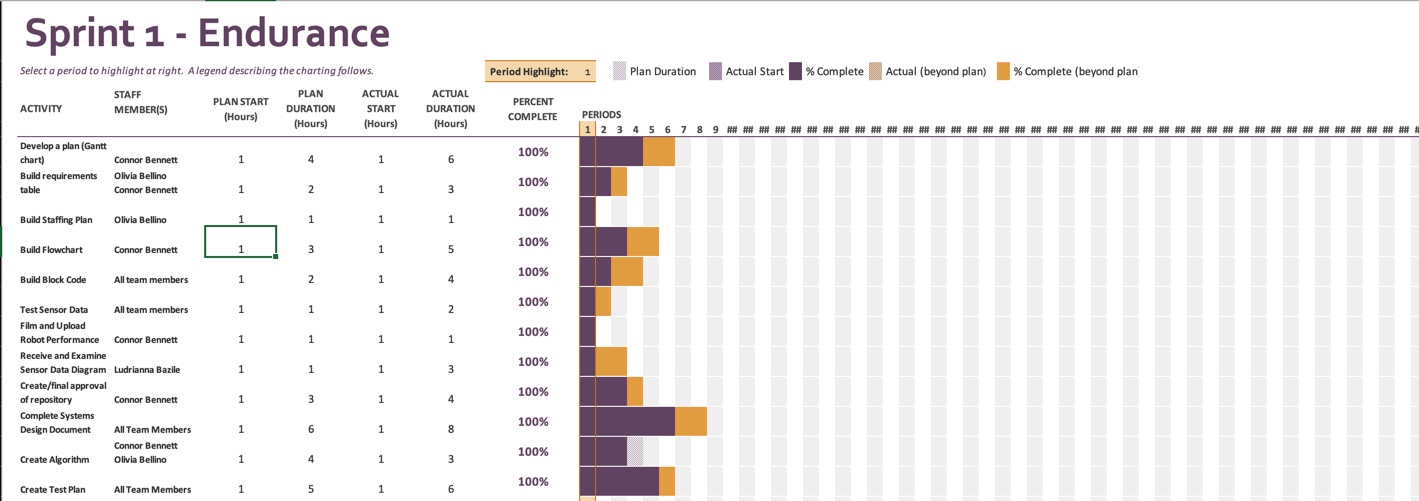 Sprint 1 - Endurance
Select a period to highlight at right. A legend describing the charting follows.
Period Highlight: 1
Plan Duration
Actual Start
% Complete
Actual (beyond plan)
% Complete (beyond plan
ACTIVITY
STAFF
MEMBER(S)
PLAN START
(Hours)
PLAN
DURATION
(Hours)
ACTUAL
START
(Hours)
ACTUAL
DURATION
(Hours)
PERCENT
COMPLETE
PERIODS
1 2 3 4 5 6 7 8 9 ## ## ## ## ## ## ## ## ## ## ## ## ## ## ## ## ## ## ## ## ## ## ## ## ## ## ## ## ## ## ## ## ## ## #
Develop a plan (Gantt
chart) Connor Bennett 1 4 1 6 100%
Build requirements
table
Olivia Bellino
Connor Bennett 1 2 1 3 100%
Build Staffing Plan Olivia Bellino 1 1 1 1 100%
Build Flowchart Connor Bennett 1 3 1 5 100%
Build Block Code All team members 1 2 1 4 100%
Test Sensor Data All team members 1 1 1 2 100%
Film and Upload
Robot Performance Connor Bennett 1 1 1 1 100%
Receive and Examine
Sensor Data Diagram Ludrianna Bazile 1 1 1 3 100%
Create/final approval
of repository Connor Bennett 1 3 1 4 100%
Complete Systems
Design Document All Team Members 1 6 1 8 100%
Create Algorithm
Connor Bennett
Olivia Bellino 1 4 1 3 100%
Create Test Plan All Team Members 1 5 1 6 100%